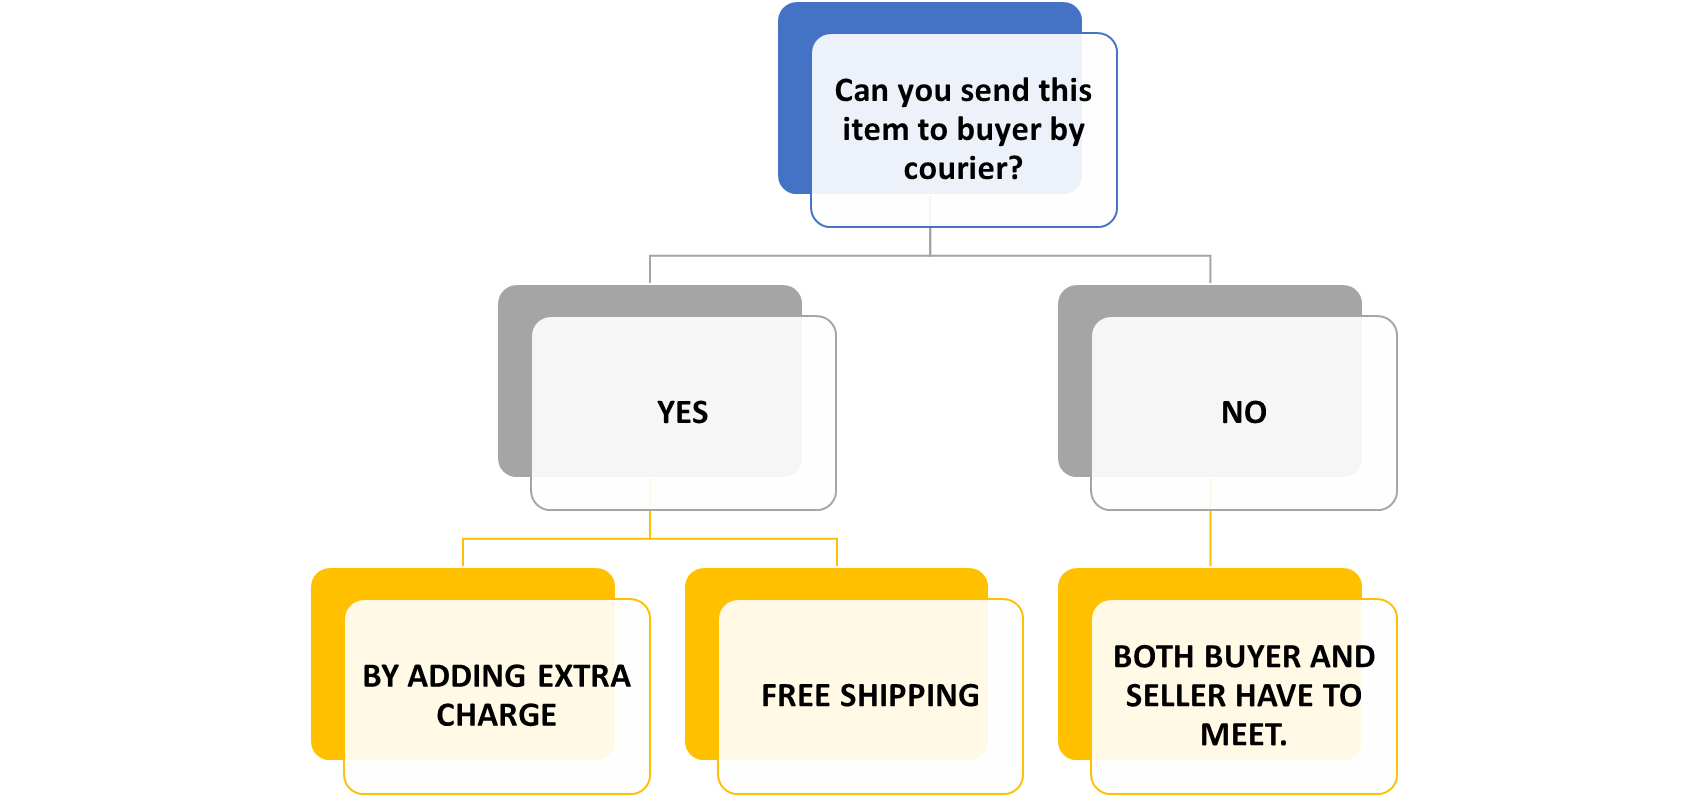 Can you send this
item to buyer by
courier?
YES
NO
BY ADDING EXTRA
CHARGE
FREE SHIPPING
BOTH BUYER AND
SELLER HAVE TO
MEET.